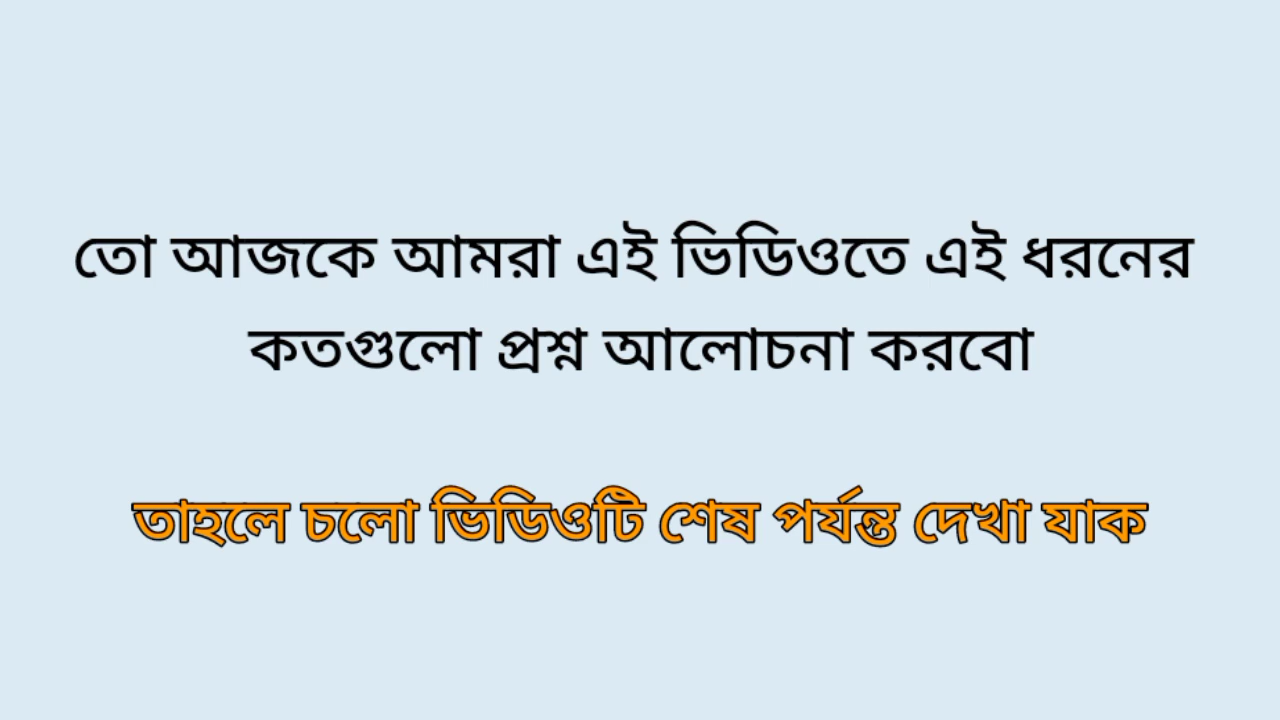 তো আজকে আমরা এই ভিডিওতে এই ধরনের
কতগুলো প্রশ্ন আলোচনা করবো
তাহলে চলো ভিডিওটি শেষ পর্যন্ত দেখা যাক